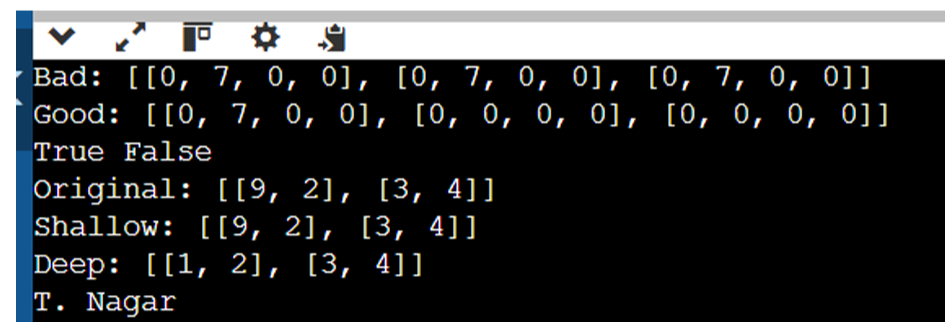 Bad: [[0, 7, 0, 0], [0, 7, 0, 0], [0, 7, 0, 0]]
Good: [[0, 7, 0, 0], [0, 0, 0, 0], [0, 0, 0, 0]]
True False
Original: [[9, 2], [3, 4]]
Shallow: [[9, 2], [3, 4]]
Deep: [[1, 2], [3, 4]]
T. Nagar